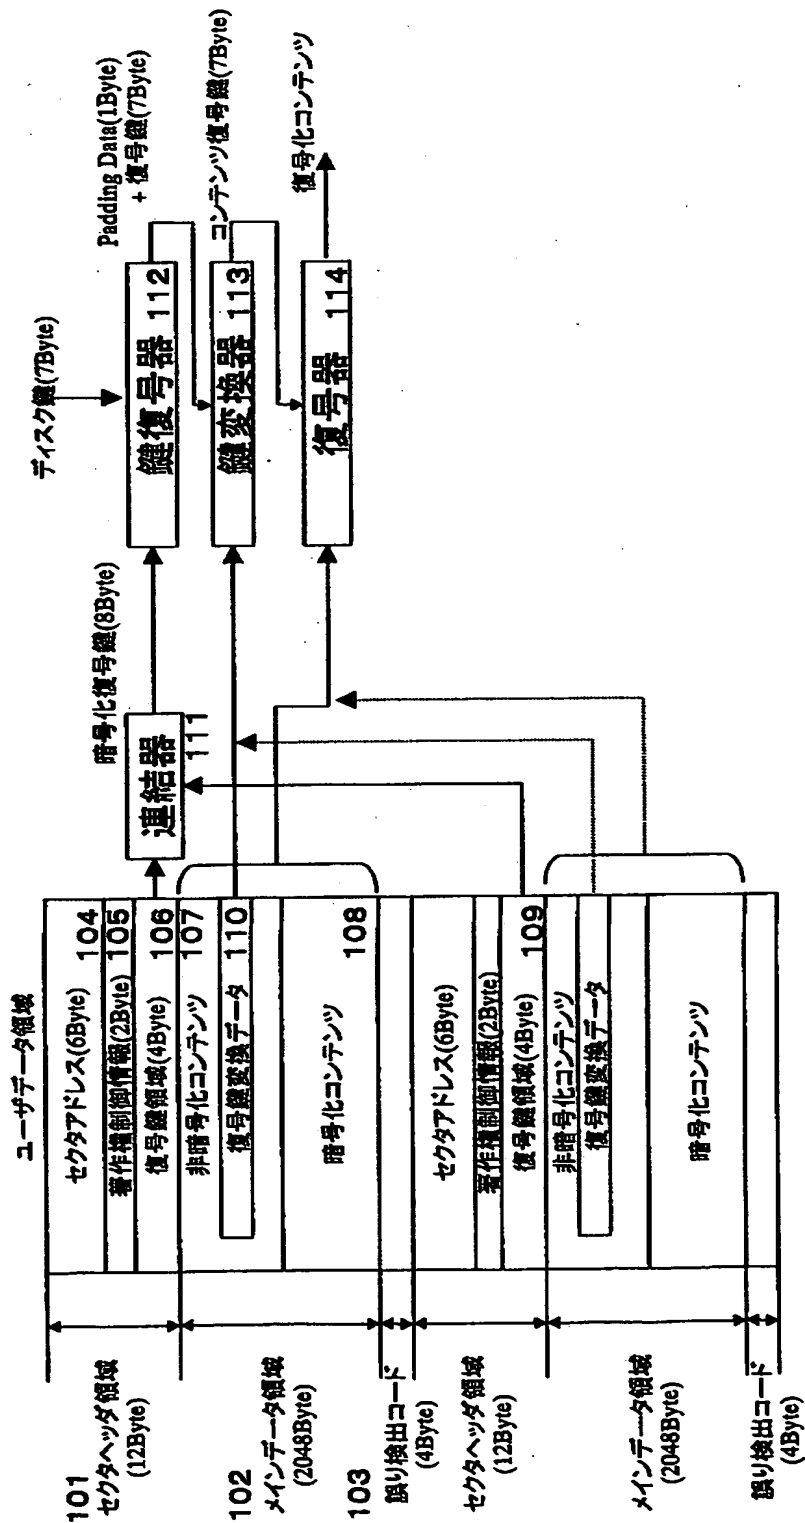 ユーザデータ領域
101
セクタヘッダ領域
(12Byte)
102
メインデータ領域
(2048Byte)
103
誤り検出コード
(4Byte)
セクタヘッダ領域
(12Byte)
メインデータ領域
(2048Byte)
誤り検出コード
(4Byte)
セクタアドレス(6Byte) 104
著作権制御情報(2Byte) 105
復号鍵領域(4Byte) 106
非暗号化コンテンツ 107
復号鍵変換データ 110
暗号化コンテンツ 108
セクタアドレス(6Byte)
著作権制御情報(2Byte)
復号鍵領域(4Byte) 109
非暗号化コンテンツ
復号鍵変換データ
暗号化コンテンツ
連結器
111
暗号化復号鍵(8Byte)
ディスク鍵(7Byte)
鍵復号器 112
鍵変換器 113
復号器 114
Padding Data(1Byte)
+ 復号鍵(7Byte)
コンテンツ復号鍵(7Byte)
復号化コンテンツ